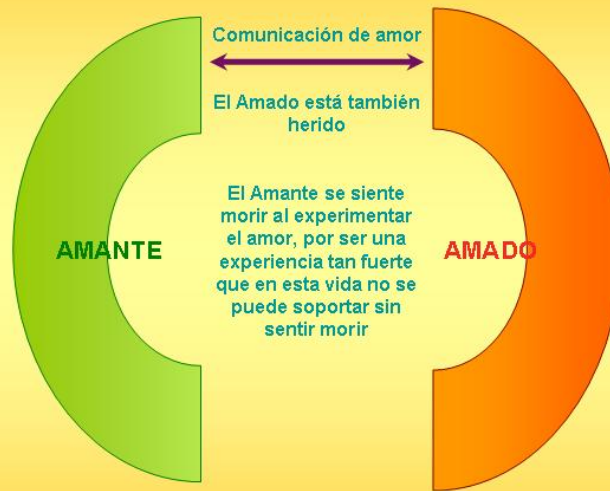 Comunicación de amor
El Amado está también
herido
El Amante se siente
morir al experimentar
el amor, por ser una
experiencia tan fuerte
que en esta vida no se
puede soportar sin
sentir morir
AMANTE
AMADO